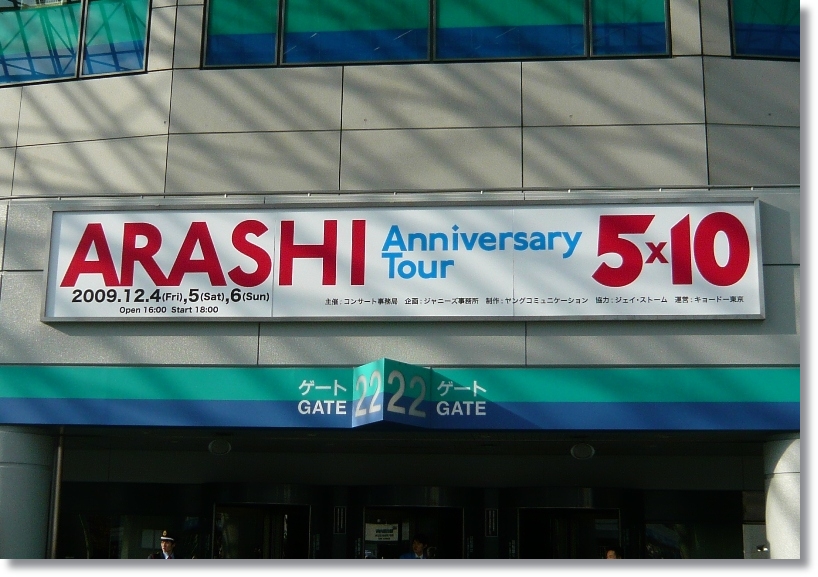 ARASHI Anniversary Tour 5x10
2009.12.4(Fri),5(Sat),6(Sun)
Open 16:00 Start 18:00
主催:コンサート事務局 企画:ジャニーズ事務所 制作:ヤングコミュニケーション 協力:ジェイ・ストーム 運営:キョードー東京
ゲート 22 22 ゲート
GATE GATE